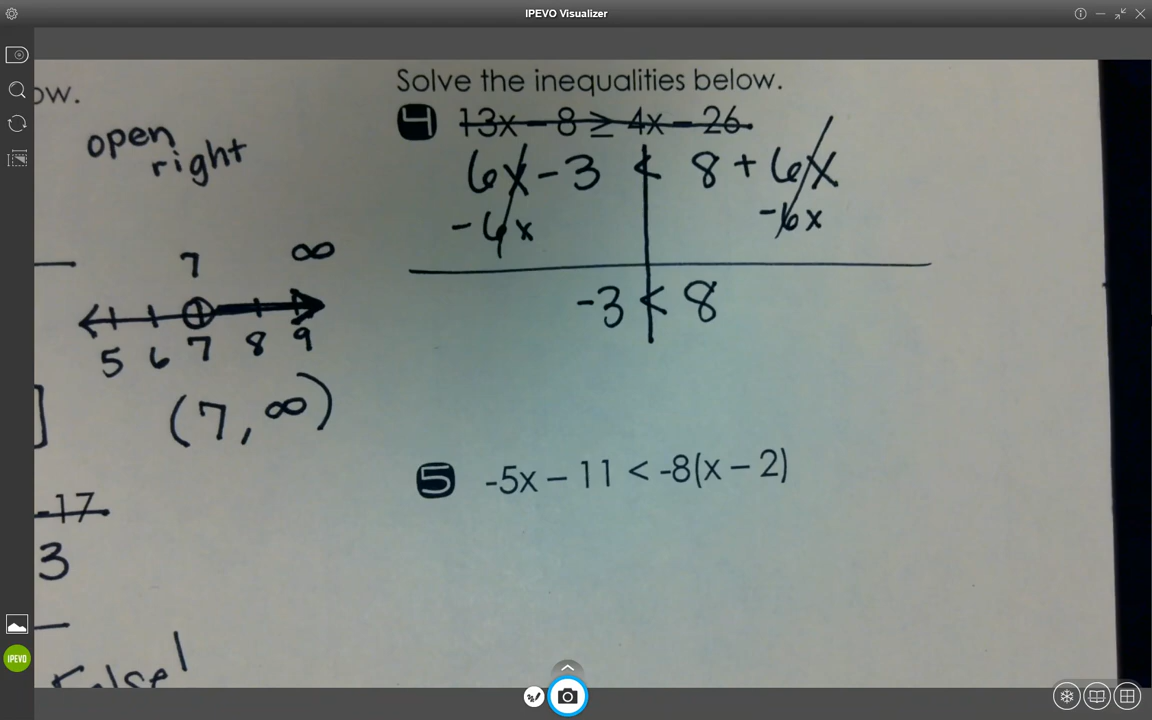 IPEVO Visualizer
ow.
open
right
7 ∞
5 6 7 8 9
(7, ∞)
]
-17
3
Solve the inequalities below.
4 13x – 8 ≥ 4x – 26
6x - 3 < 8 + 6x
- 6x -6x
-3 < 8
5 -5x – 11 < -8(x – 2)
IPEVO